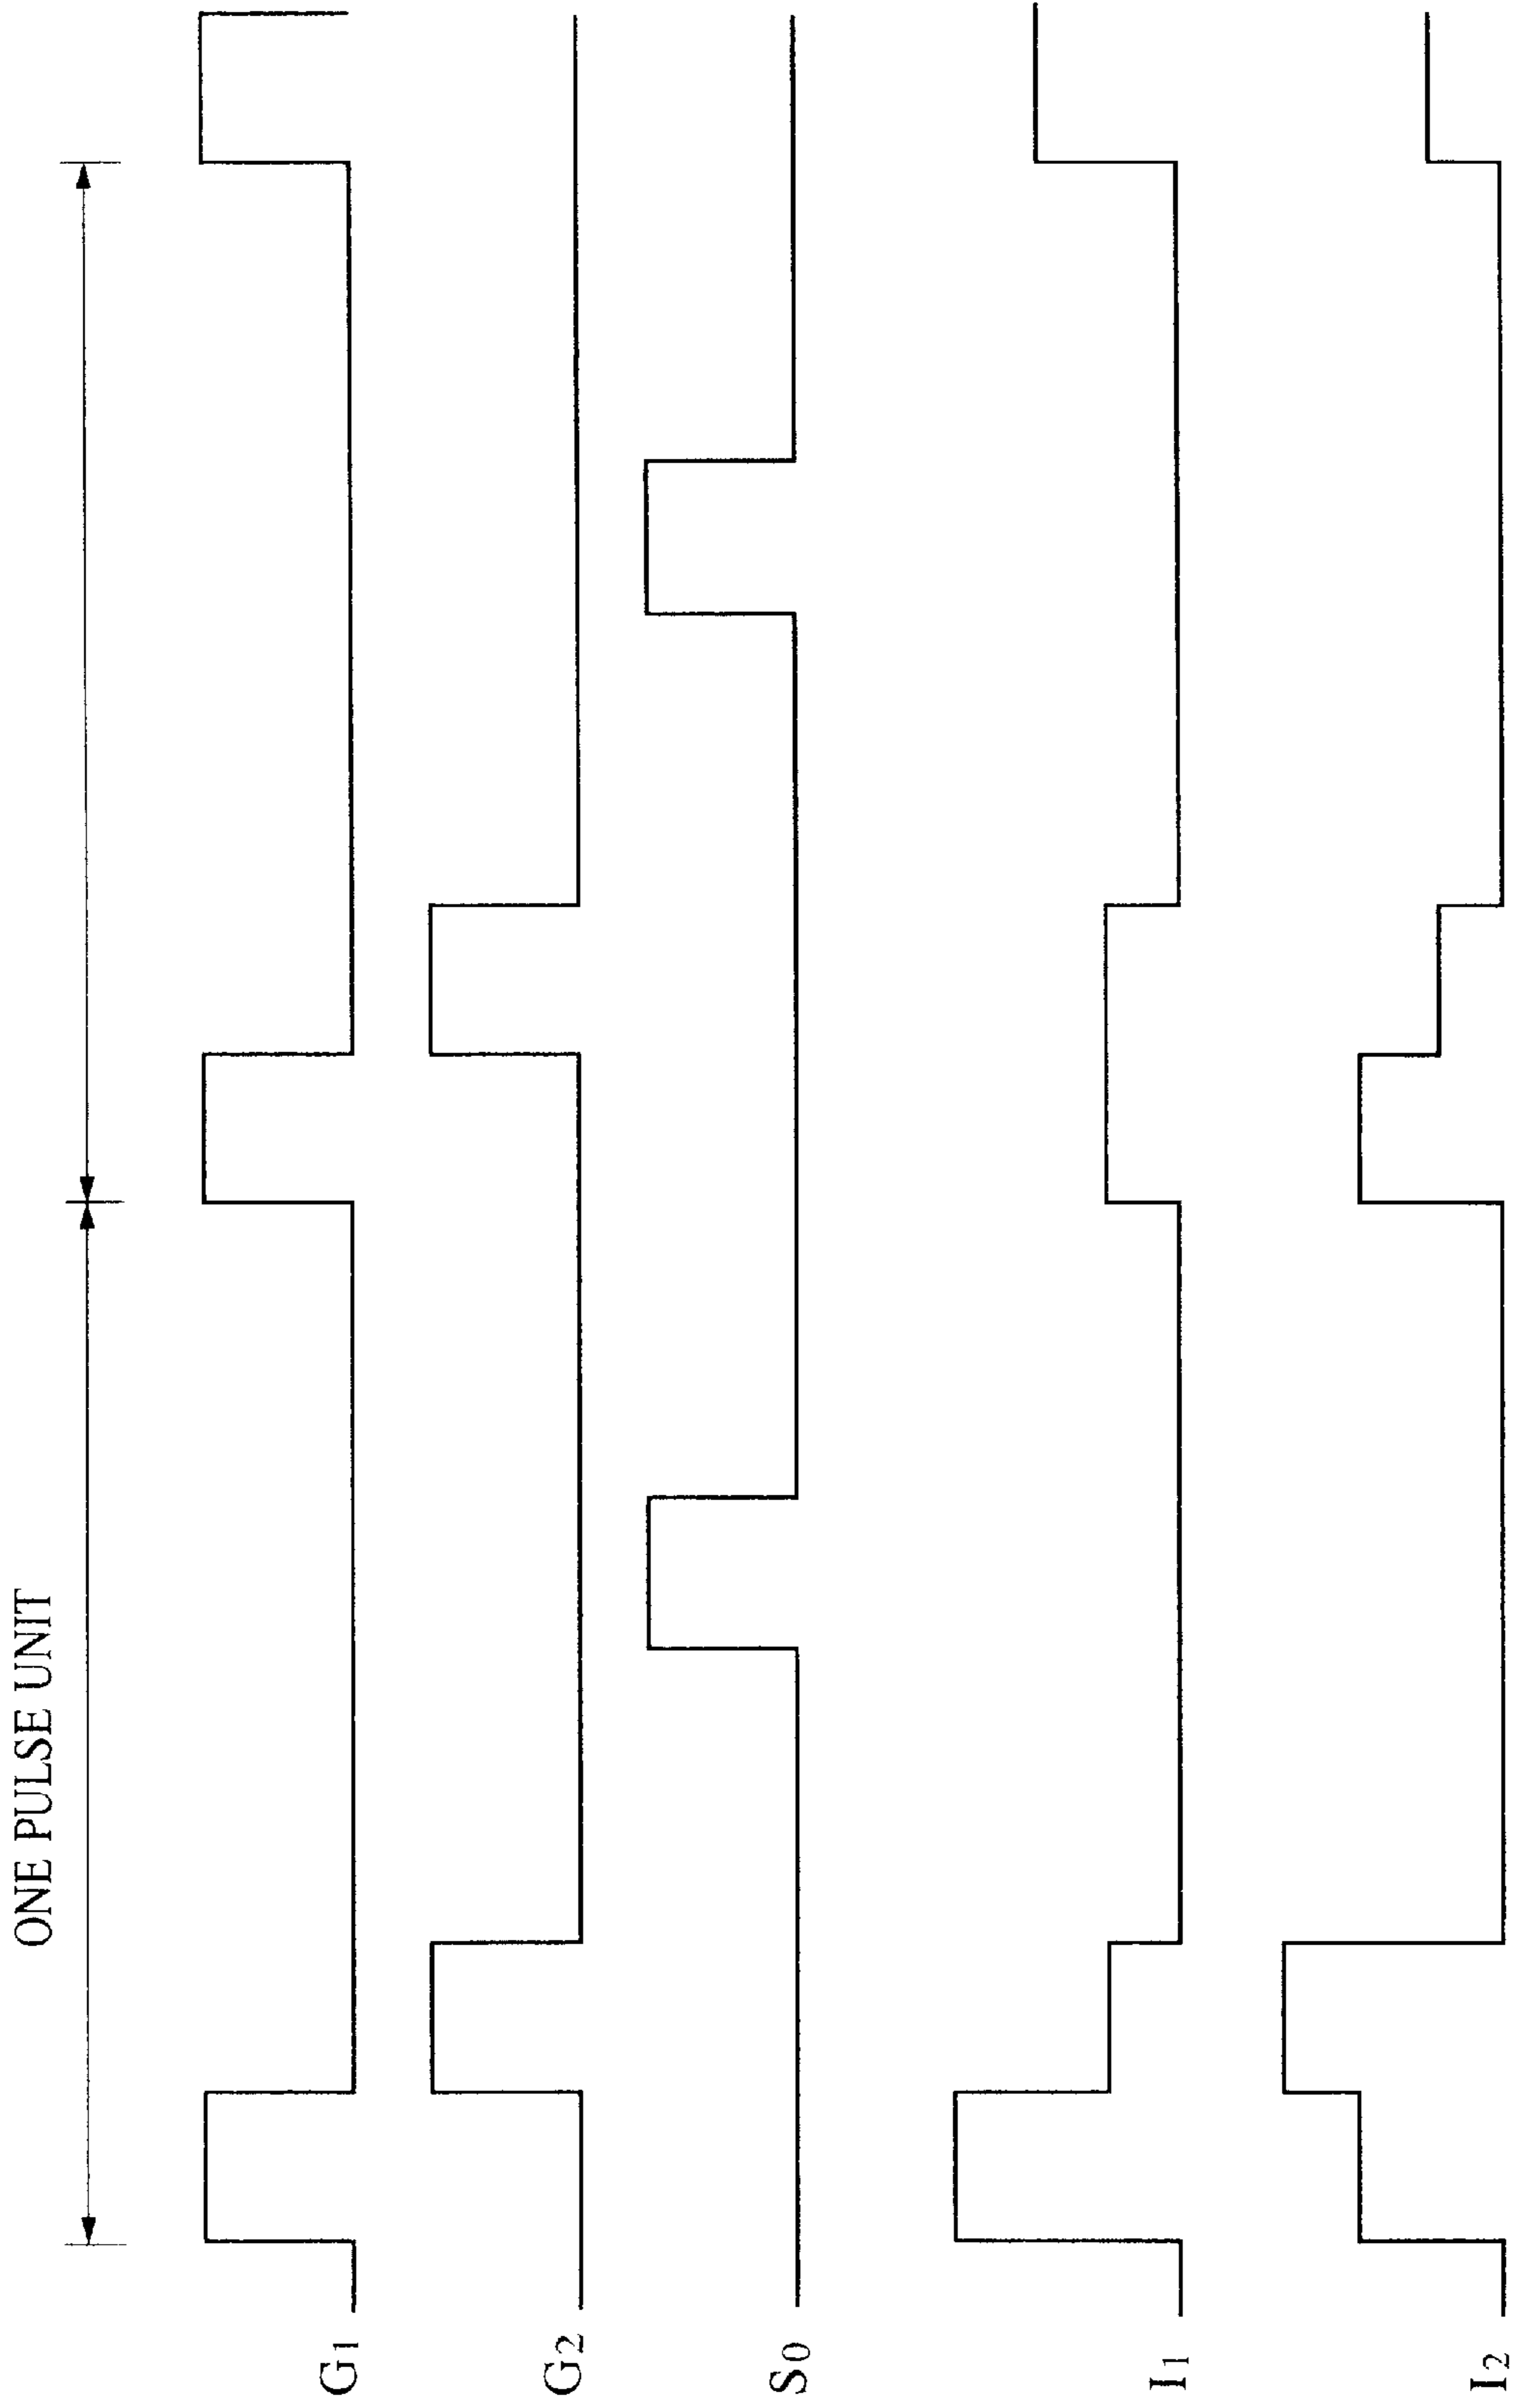 ONE PULSE UNIT
G1
G2
S0
I1
I2